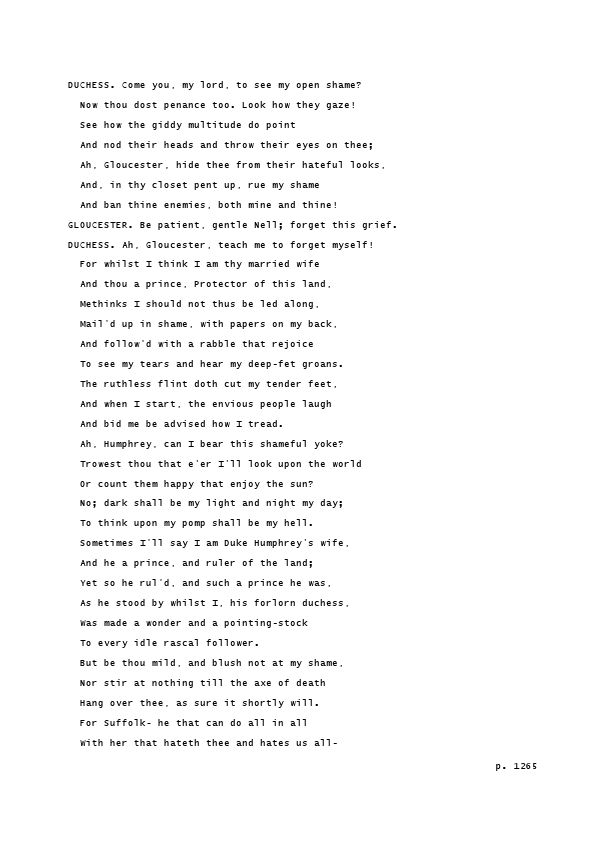 DUCHESS. Come you, my lord, to see my open shame?
Now thou dost penance too. Look how they gaze!
See how the giddy multitude do point
And nod their heads and throw their eyes on thee;
Ah, Gloucester, hide thee from their hateful looks,
And, in thy closet pent up, rue my shame
And ban thine enemies, both mine and thine!
GLOUCESTER. Be patient, gentle Nell; forget this grief.
DUCHESS. Ah, Gloucester, teach me to forget myself!
For whilst I think I am thy married wife
And thou a prince, Protector of this land,
Methinks I should not thus be led along,
Mail'd up in shame, with papers on my back,
And follow'd with a rabble that rejoice
To see my tears and hear my deep-fet groans.
The ruthless flint doth cut my tender feet,
And when I start, the envious people laugh
And bid me be advised how I tread.
Ah, Humphrey, can I bear this shameful yoke?
Trowest thou that e'er I'll look upon the world
Or count them happy that enjoy the sun?
No; dark shall be my light and night my day;
To think upon my pomp shall be my hell.
Sometimes I'll say I am Duke Humphrey's wife,
And he a prince, and ruler of the land;
Yet so he rul'd, and such a prince he was,
As he stood by whilst I, his forlorn duchess,
Was made a wonder and a pointing-stock
To every idle rascal follower.
But be thou mild, and blush not at my shame,
Nor stir at nothing till the axe of death
Hang over thee, as sure it shortly will.
For Suffolk- he that can do all in all
With her that hateth thee and hates us all-
p. 1265